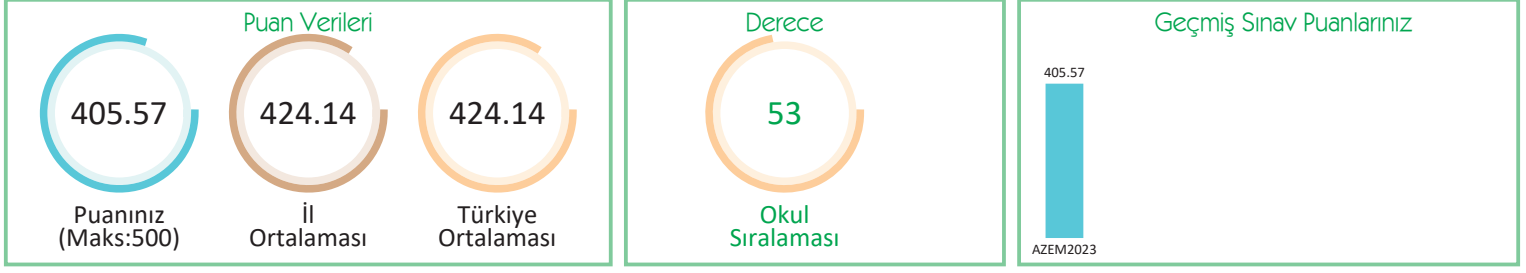 Puan Verileri
405.57
424.14
424.14
Puanınız
(Maks:500)
İl
Ortalaması
Türkiye
Ortalaması
Derece
53
Okul
Sıralaması
Geçmiş Sınav Puanlarınız
405.57
AZEM2023